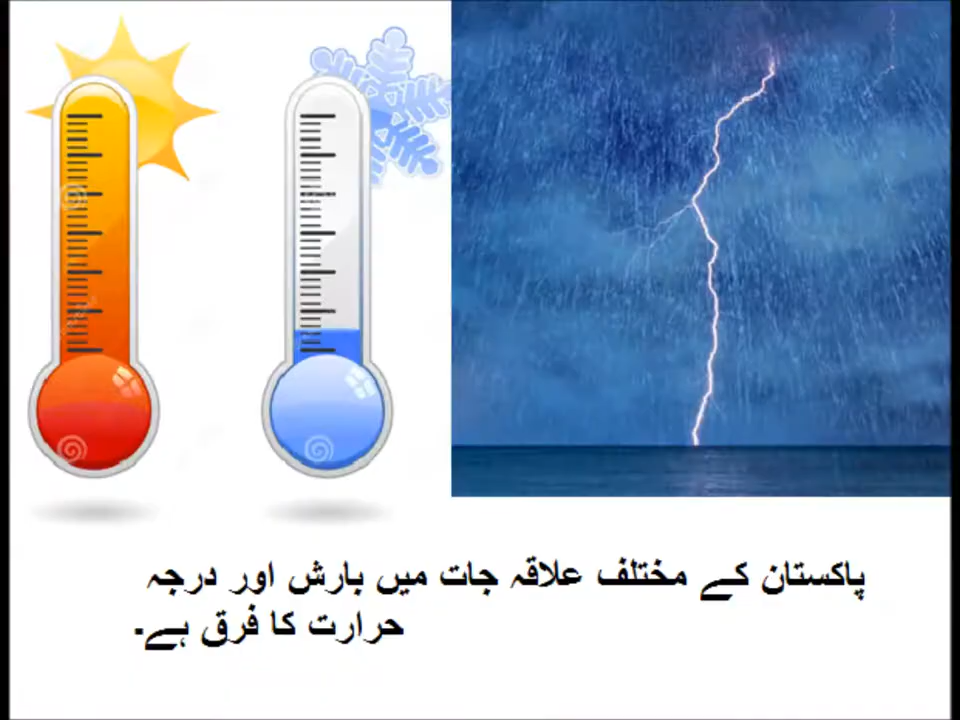 پاکستان کے مختلف علاقہ جات میں بارش اور درجہ
حرارت کا فرق ہے۔